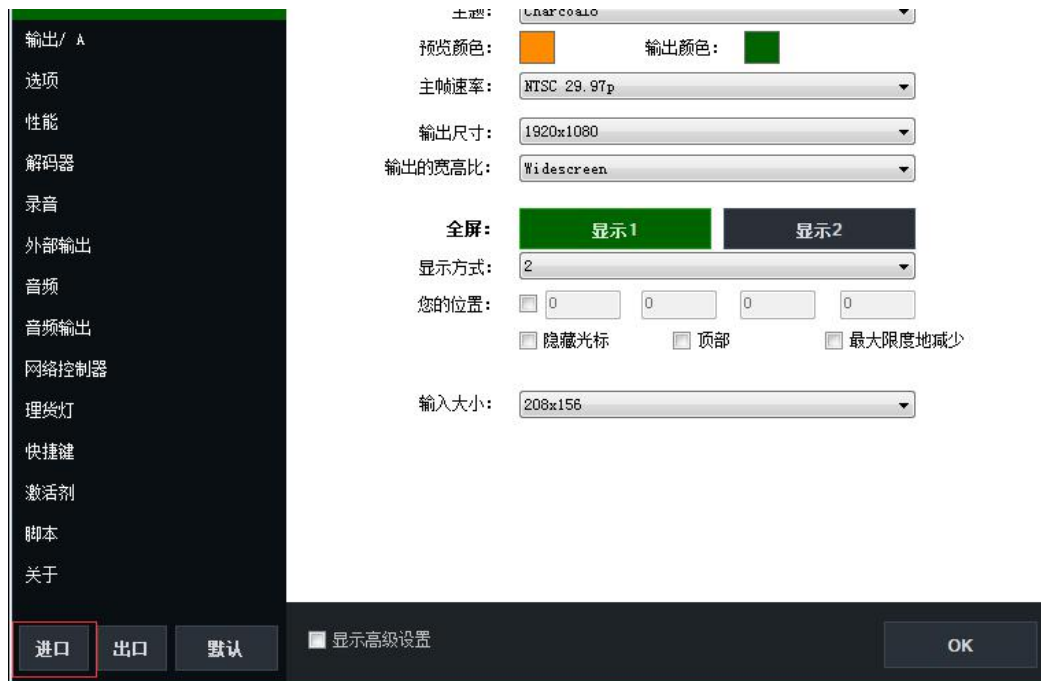 主题: Charcoal8
输出/ A
预览颜色: 输出颜色:
选项
主帧速率: NTSC 29.97p
性能
输出尺寸: 1920x1080
解码器
输出的宽高比: Widescreen
录音
全屏: 显示1 显示2
外部输出
显示方式: 2
音频
您的位置: 0 0 0 0
音频输出
隐藏光标 顶部 最大限度地减少
网络控制器
理货灯
输入大小: 208x156
快捷键
激活剂
脚本
关于
进口 出口 默认 显示高级设置 OK